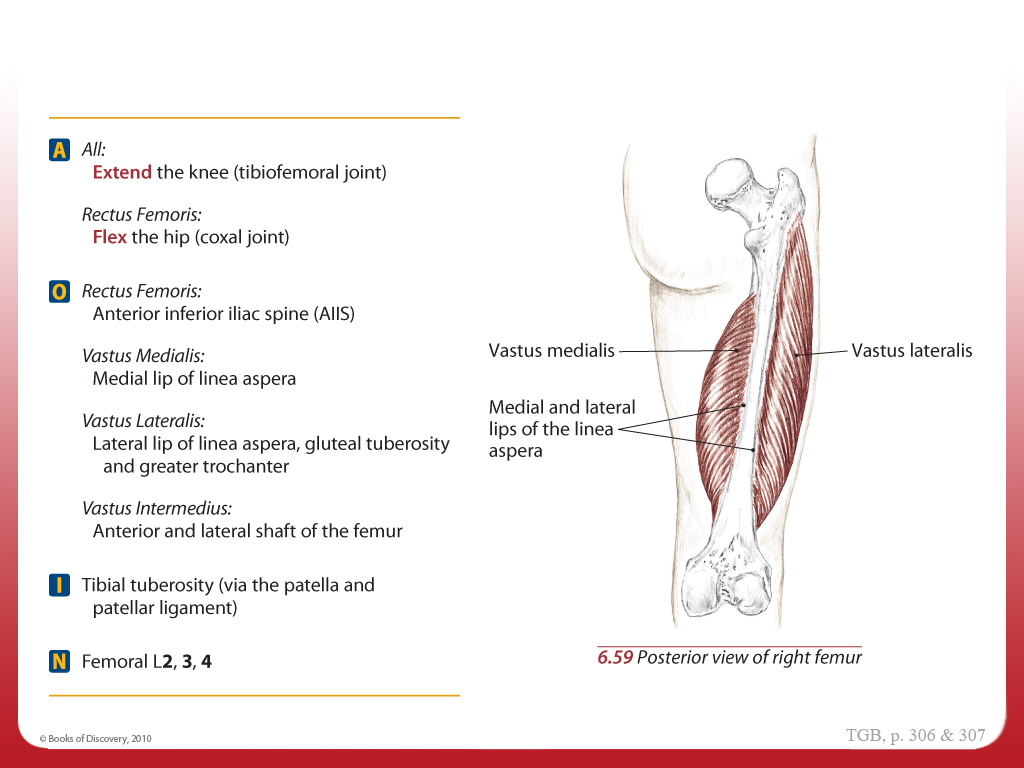 A All:
Extend the knee (tibiofemoral joint)
Rectus Femoris:
Flex the hip (coxal joint)
O Rectus Femoris:
Anterior inferior iliac spine (AIIS)
Vastus Medialis:
Medial lip of linea aspera
Vastus Lateralis:
Lateral lip of linea aspera, gluteal tuberosity
and greater trochanter
Vastus Intermedius:
Anterior and lateral shaft of the femur
I Tibial tuberosity (via the patella and
patellar ligament)
N Femoral L2, 3, 4
Vastus medialis
Vastus lateralis
Medial and lateral
lips of the linea
aspera
6.59 Posterior view of right femur
© Books of Discovery, 2010
TGB, p. 306 & 307